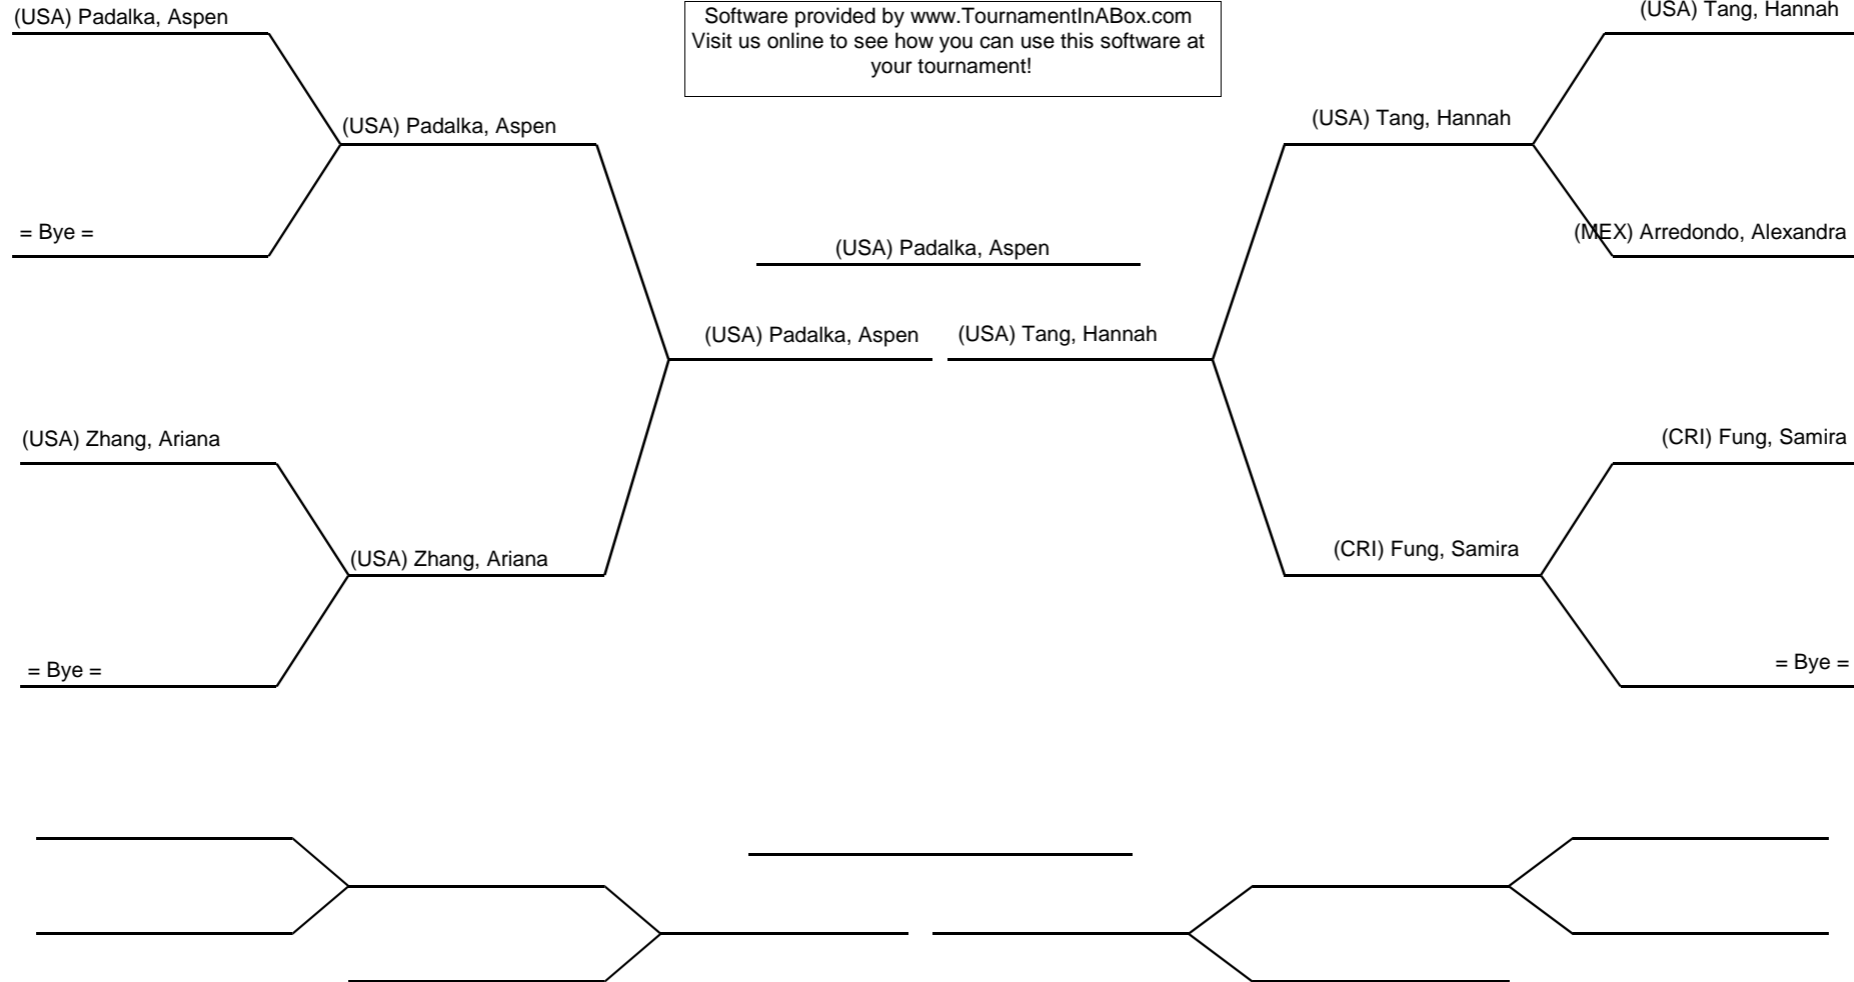 (USA) Padalka, Aspen
Software provided by www.TournamentInABox.com
Visit us online to see how you can use this software at
your tournament!
(USA) Tang, Hannah
(USA) Padalka, Aspen
(USA) Tang, Hannah
= Bye =
(USA) Padalka, Aspen
(MEX) Arredondo, Alexandra
(USA) Padalka, Aspen
(USA) Tang, Hannah
(USA) Zhang, Ariana
(CRI) Fung, Samira
(USA) Zhang, Ariana
(CRI) Fung, Samira
= Bye =
= Bye =